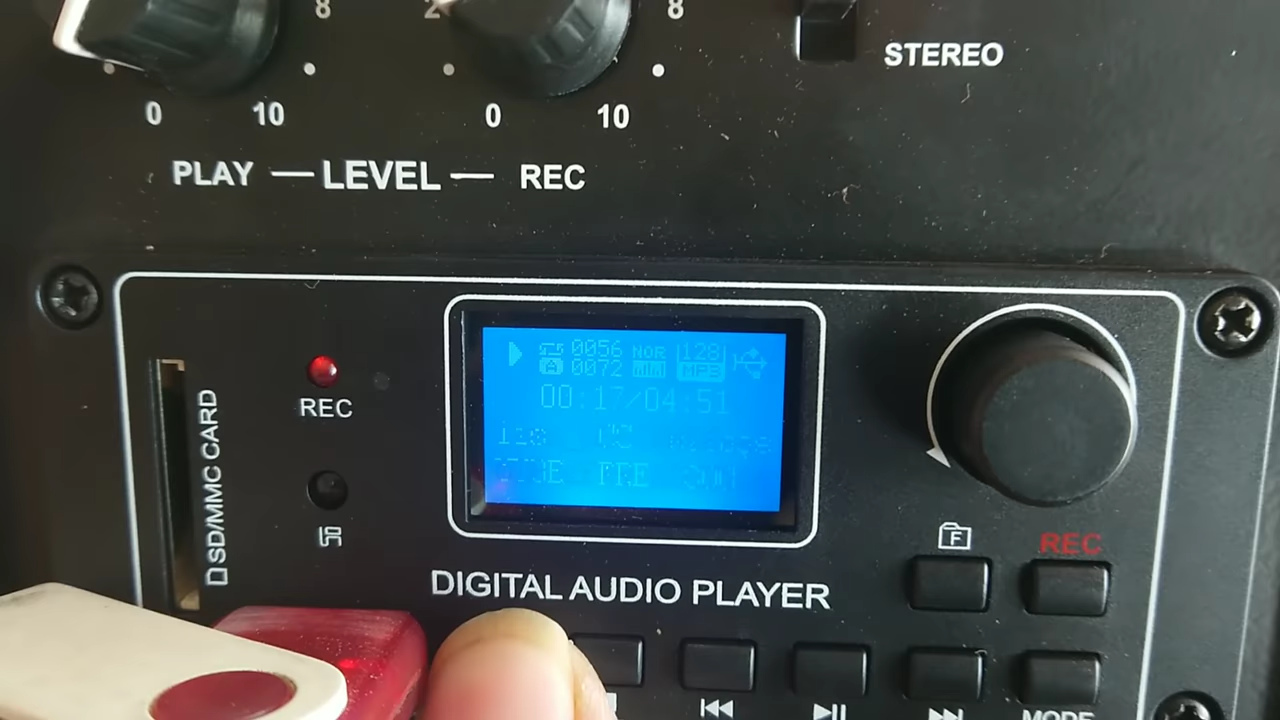 8 2 8
STEREO
0 10 0 10
PLAY — LEVEL — REC
0056 NOR 128
A 0072 MP3
00:17/04:51
REC
SD/MMC CARD
IR
F REC
DIGITAL AUDIO PLAYER
MODE